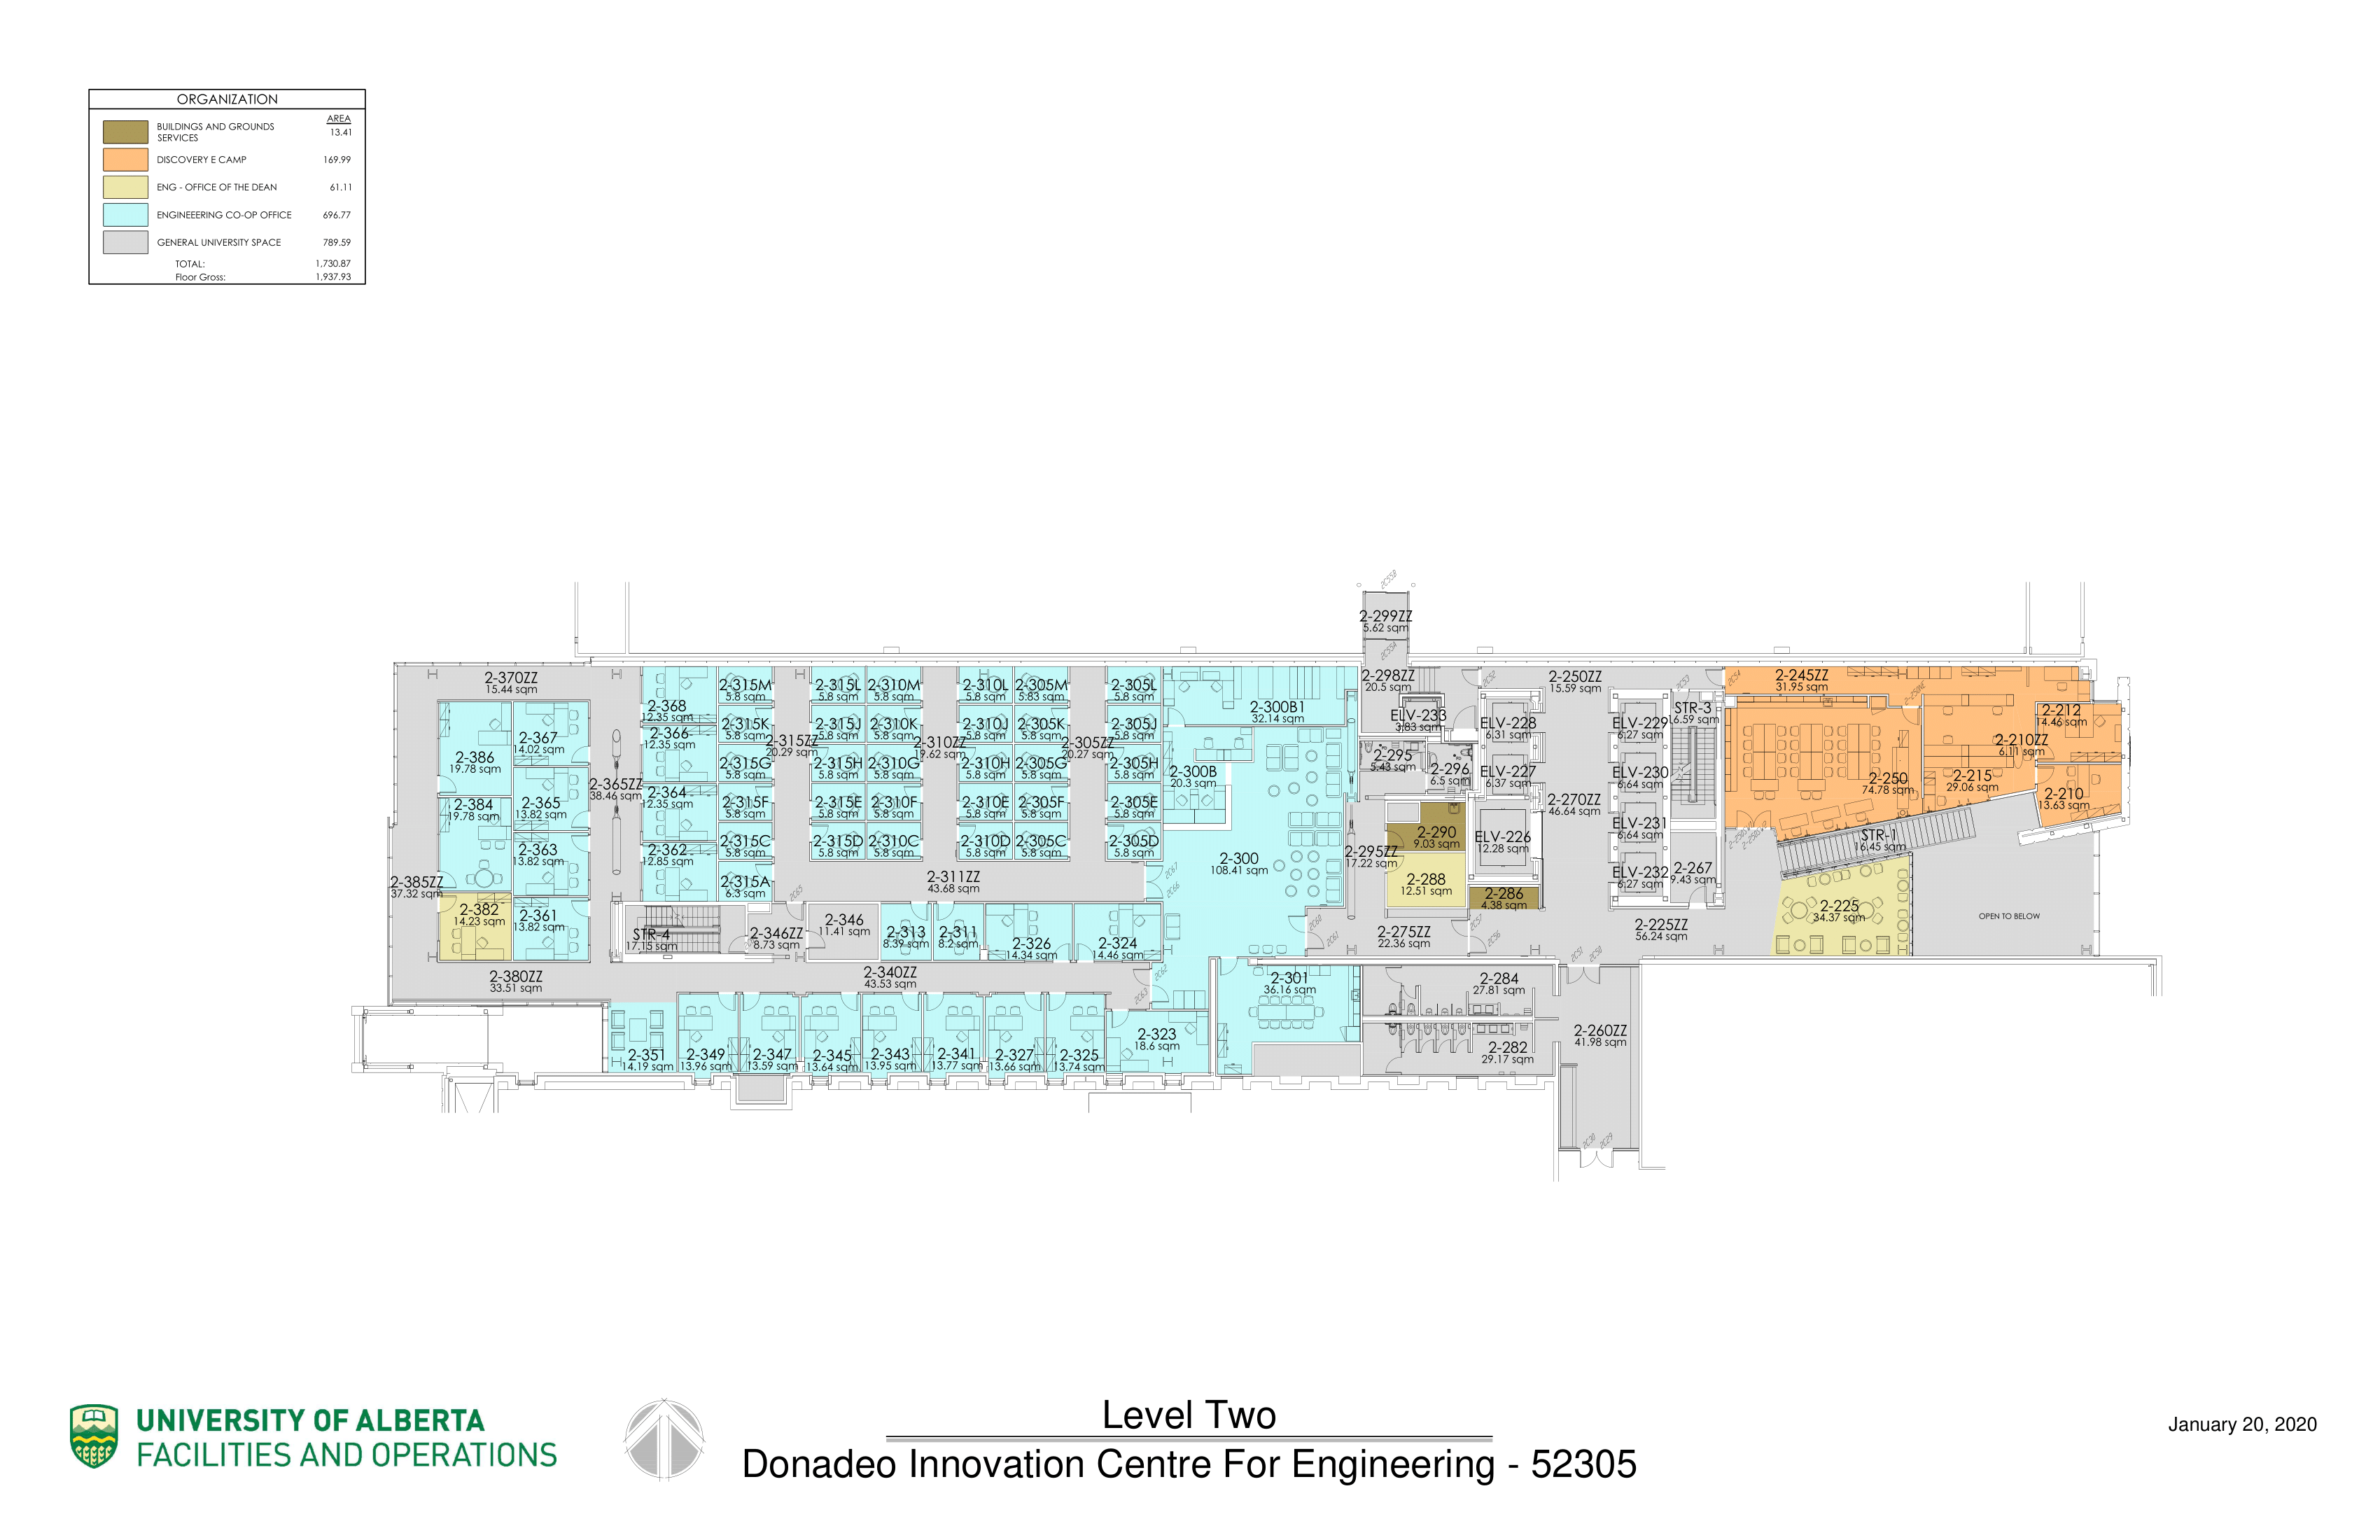 ORGANIZATION
AREA
BUILDINGS AND GROUNDS SERVICES 13.41
DISCOVERY E CAMP 169.99
ENG - OFFICE OF THE DEAN 61.11
ENGINEEERING CO-OP OFFICE 696.77
GENERAL UNIVERSITY SPACE 789.59
TOTAL: 1,730.87
Floor Gross: 1,937.93
2-299ZZ
5.62 sqm
2-370ZZ
15.44 sqm
2-368
12.35 sqm
2-366
12.35 sqm
2-364
12.35 sqm
2-362
12.85 sqm
2-386
19.78 sqm
2-384
19.78 sqm
2-382
14.23 sqm
2-367
14.02 sqm
2-365
13.82 sqm
2-363
13.82 sqm
2-361
13.82 sqm
2-365ZZ
38.46 sqm
2-385ZZ
37.32 sqm
2-380ZZ
33.51 sqm
2-315M
5.8 sqm
2-315K
5.8 sqm
2-315G
5.8 sqm
2-315F
5.8 sqm
2-315C
5.8 sqm
2-315A
6.3 sqm
2-315ZZ
20.29 sqm
2-315L
5.8 sqm
2-315J
5.8 sqm
2-315H
5.8 sqm
2-315E
5.8 sqm
2-315D
5.8 sqm
2-310M
5.8 sqm
2-310K
5.8 sqm
2-310G
5.8 sqm
2-310F
5.8 sqm
2-310C
5.8 sqm
2-310ZZ
19.62 sqm
2-310L
5.8 sqm
2-310J
5.8 sqm
2-310H
5.8 sqm
2-310E
5.8 sqm
2-310D
5.8 sqm
2-305M
5.83 sqm
2-305K
5.8 sqm
2-305G
5.8 sqm
2-305F
5.8 sqm
2-305C
5.8 sqm
2-305ZZ
20.27 sqm
2-305L
5.8 sqm
2-305J
5.8 sqm
2-305H
5.8 sqm
2-305E
5.8 sqm
2-305D
5.8 sqm
2-311ZZ
43.68 sqm
2-300B1
32.14 sqm
2-300B
20.3 sqm
2-300
108.41 sqm
STR-4
17.15 sqm
2-346ZZ
8.73 sqm
2-346
11.41 sqm
2-313
8.39 sqm
2-311
8.2 sqm
2-326
14.34 sqm
2-324
14.46 sqm
2-340ZZ
43.53 sqm
2-351
14.19 sqm
2-349
13.96 sqm
2-347
13.59 sqm
2-345
13.64 sqm
2-343
13.95 sqm
2-341
13.77 sqm
2-327
13.66 sqm
2-325
13.74 sqm
2-323
18.6 sqm
2-301
36.16 sqm
2-298ZZ
20.5 sqm
ELV-233
3.83 sqm
2-295
5.43 sqm
2-296
6.5 sqm
2-295ZZ
17.22 sqm
2-290
9.03 sqm
2-288
12.51 sqm
2-286
4.38 sqm
2-275ZZ
22.36 sqm
2-284
27.81 sqm
2-282
29.17 sqm
2-260ZZ
41.98 sqm
ELV-228
6.31 sqm
ELV-227
6.37 sqm
ELV-226
12.28 sqm
2-250ZZ
15.59 sqm
2-270ZZ
46.64 sqm
ELV-229
6.27 sqm
ELV-230
6.64 sqm
ELV-231
6.64 sqm
ELV-232
6.27 sqm
STR-3
2-267
9.43 sqm
2-225ZZ
56.24 sqm
2-245ZZ
31.95 sqm
2-250
74.78 sqm
2-215
29.06 sqm
2-212
14.46 sqm
2-210ZZ
6.11 sqm
2-210
13.63 sqm
STR-1
16.45 sqm
2-225
34.37 sqm
OPEN TO BELOW
2C55B
2C55A
2C52
2C53
2C54
2C65
2C67
2C66
2C62
2C63
2C60
2C61
2C57
2C56
2C51
2C50
2C30
2C29
UNIVERSITY OF ALBERTA
FACILITIES AND OPERATIONS
Level Two
Donadeo Innovation Centre For Engineering - 52305
January 20, 2020